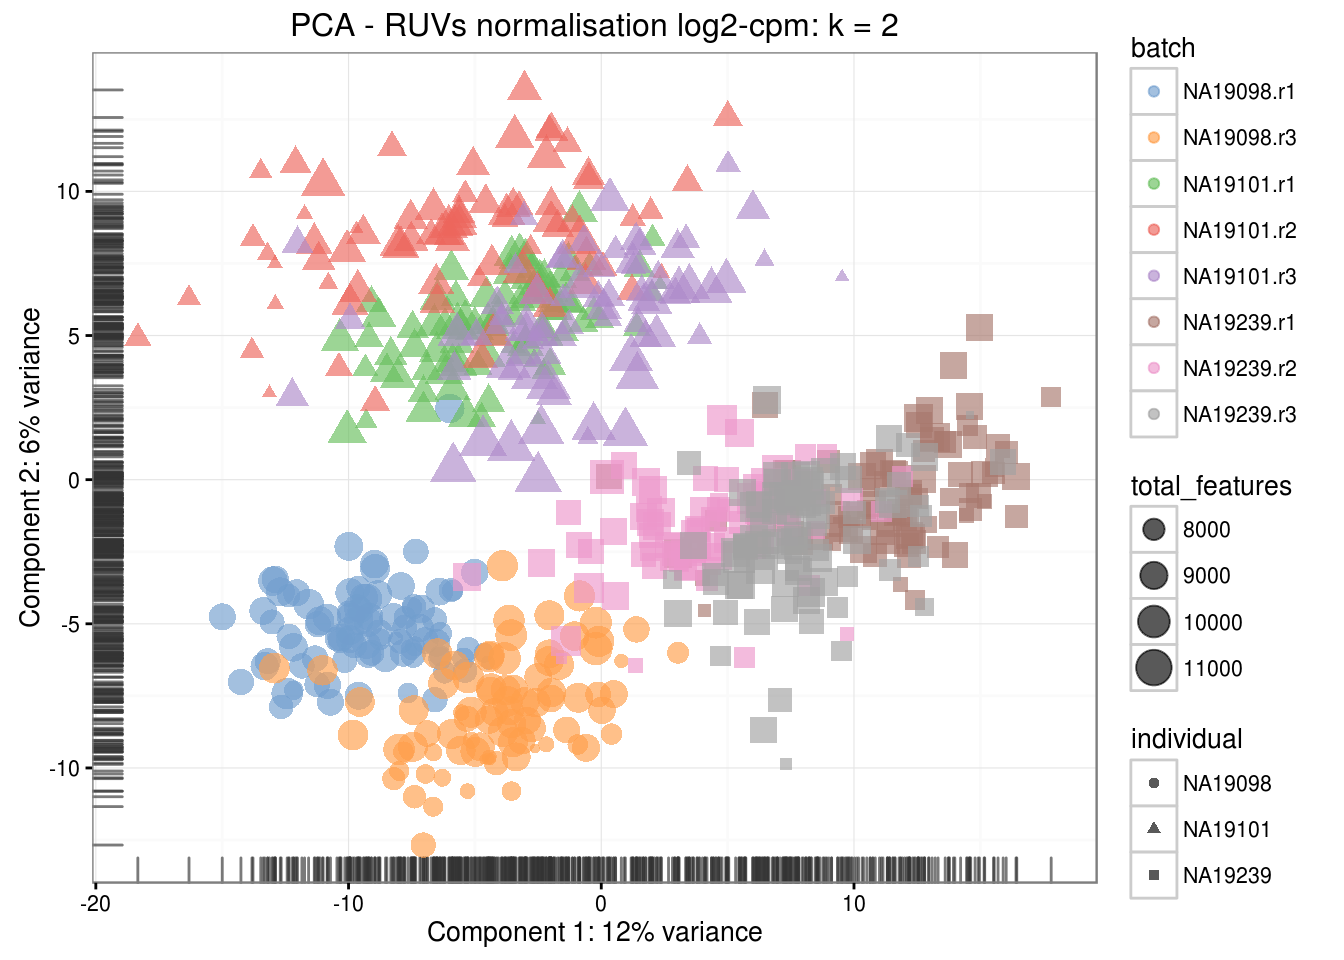 PCA - RUVs normalisation log2-cpm: k = 2
batch
NA19098.r1
NA19098.r3
NA19101.r1
NA19101.r2
NA19101.r3
NA19239.r1
NA19239.r2
NA19239.r3
total_features
8000
9000
10000
11000
individual
NA19098
NA19101
NA19239
Component 2: 6% variance
10
5
0
-5
-10
-20
-10
0
10
Component 1: 12% variance